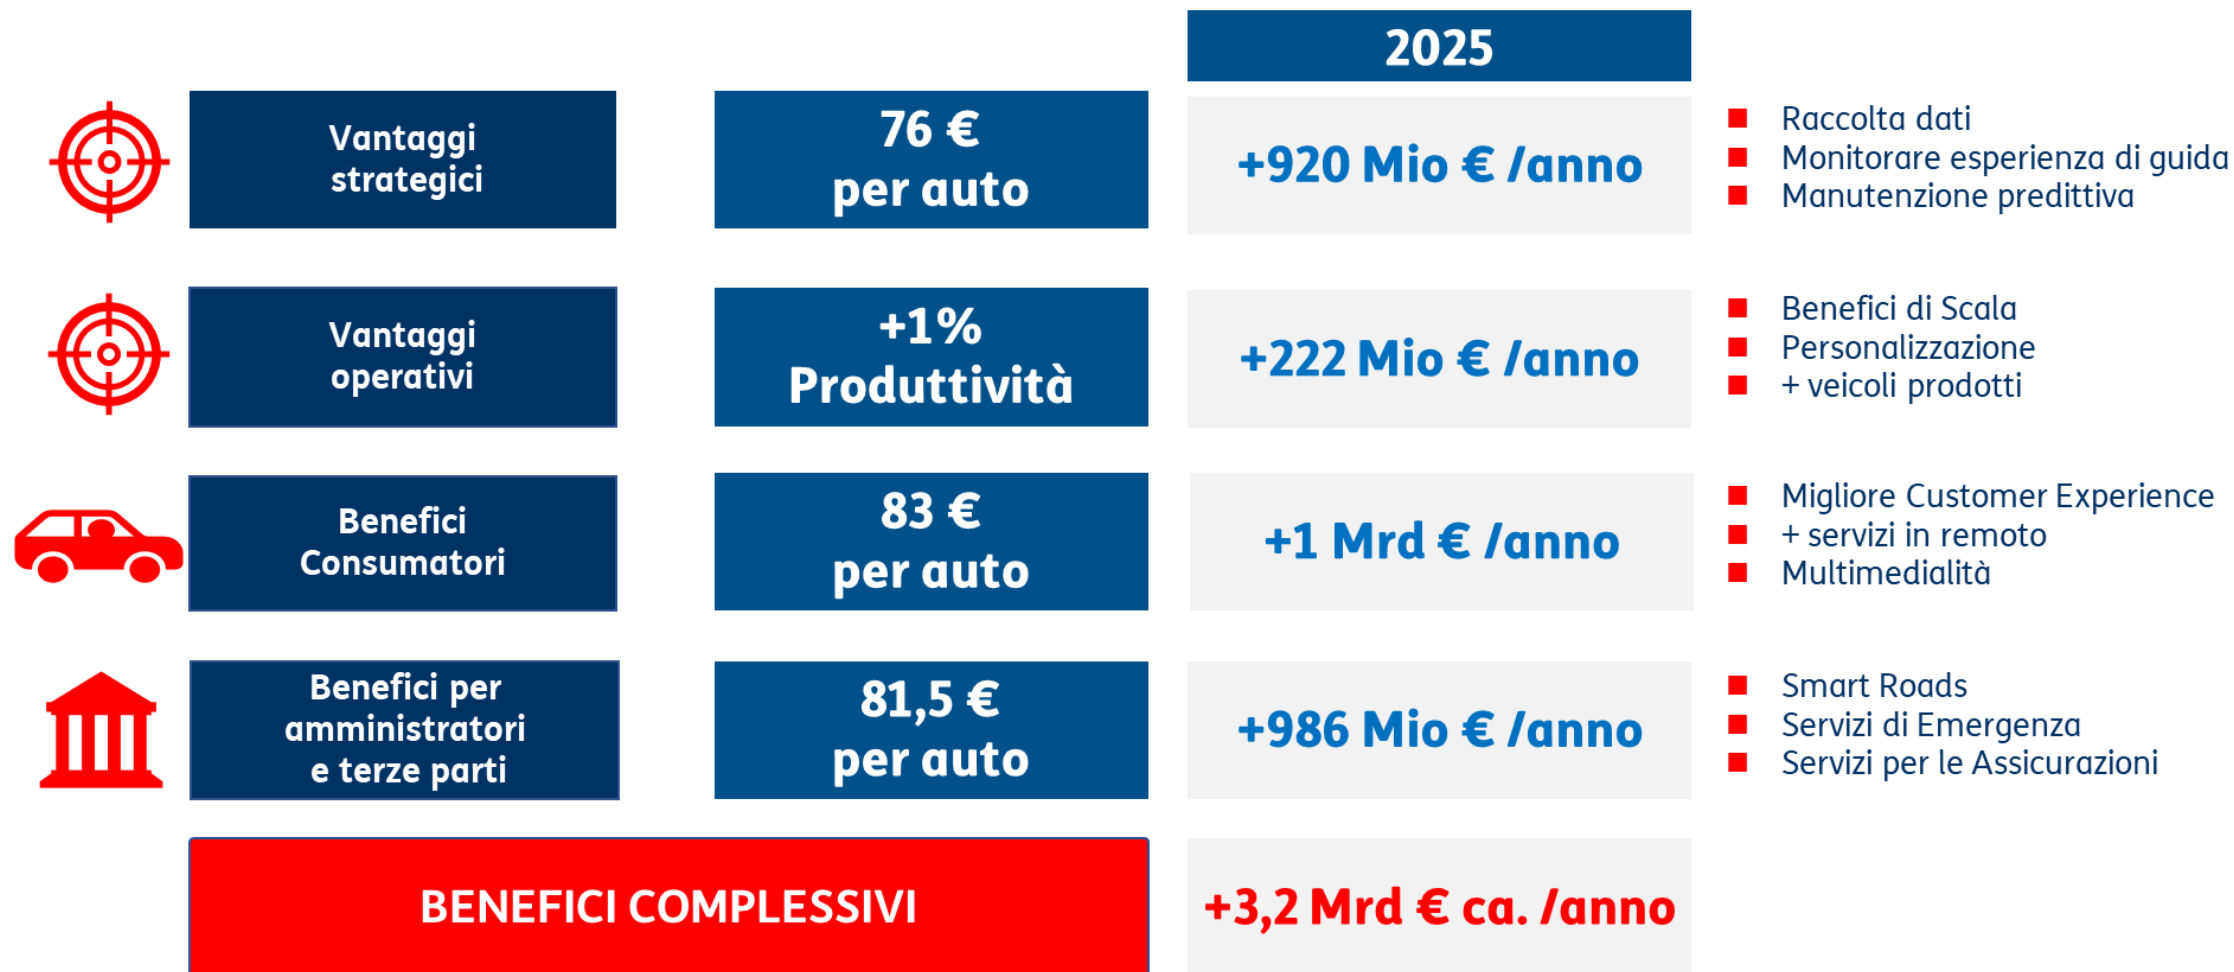 2025
Vantaggi
strategici
76 €
per auto
+920 Mio € /anno
Raccolta dati
Monitorare esperienza di guida
Manutenzione predittiva
Vantaggi
operativi
+1%
Produttività
+222 Mio € /anno
Benefici di Scala
Personalizzazione
+ veicoli prodotti
Benefici
Consumatori
83 €
per auto
+1 Mrd € /anno
Migliore Customer Experience
+ servizi in remoto
Multimedialità
Benefici per
amministratori
e terze parti
81,5 €
per auto
+986 Mio € /anno
Smart Roads
Servizi di Emergenza
Servizi per le Assicurazioni
BENEFICI COMPLESSIVI
+3,2 Mrd € ca. /anno